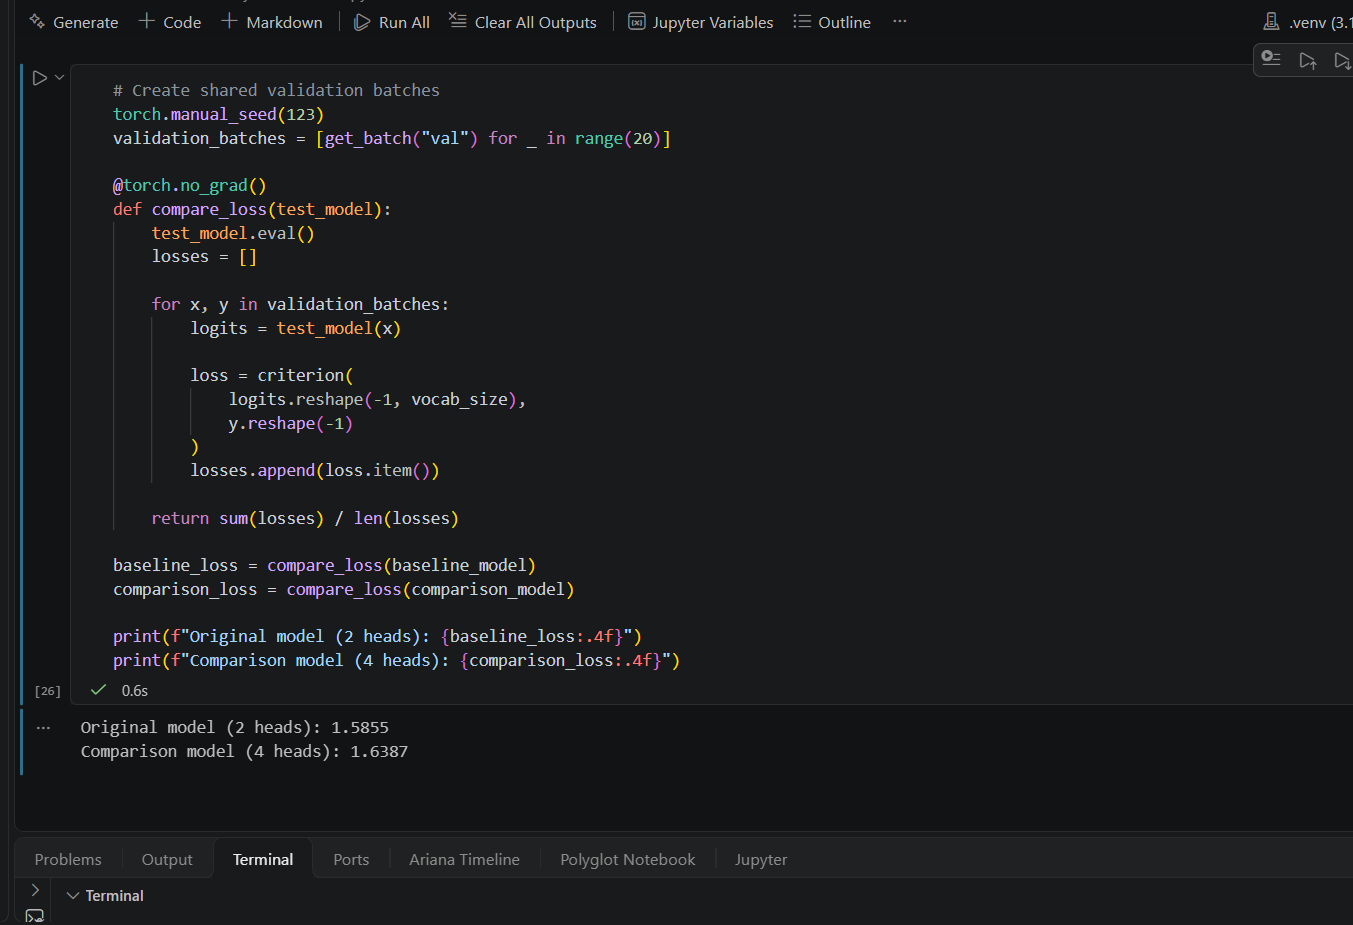 Generate + Code + Markdown Run All Clear All Outputs Jupyter Variables Outline ... .venv (3.1
# Create shared validation batches
torch.manual_seed(123)
validation_batches = [get_batch("val") for _ in range(20)]
@torch.no_grad()
def compare_loss(test_model):
    test_model.eval()
    losses = []
    for x, y in validation_batches:
        logits = test_model(x)
        loss = criterion(
            logits.reshape(-1, vocab_size),
            y.reshape(-1)
        )
        losses.append(loss.item())
    return sum(losses) / len(losses)
baseline_loss = compare_loss(baseline_model)
comparison_loss = compare_loss(comparison_model)
print(f"Original model (2 heads): {baseline_loss:.4f}")
print(f"Comparison model (4 heads): {comparison_loss:.4f}")
[26] 0.6s
... Original model (2 heads): 1.5855
Comparison model (4 heads): 1.6387
Problems Output Terminal Ports Ariana Timeline Polyglot Notebook Jupyter
Terminal